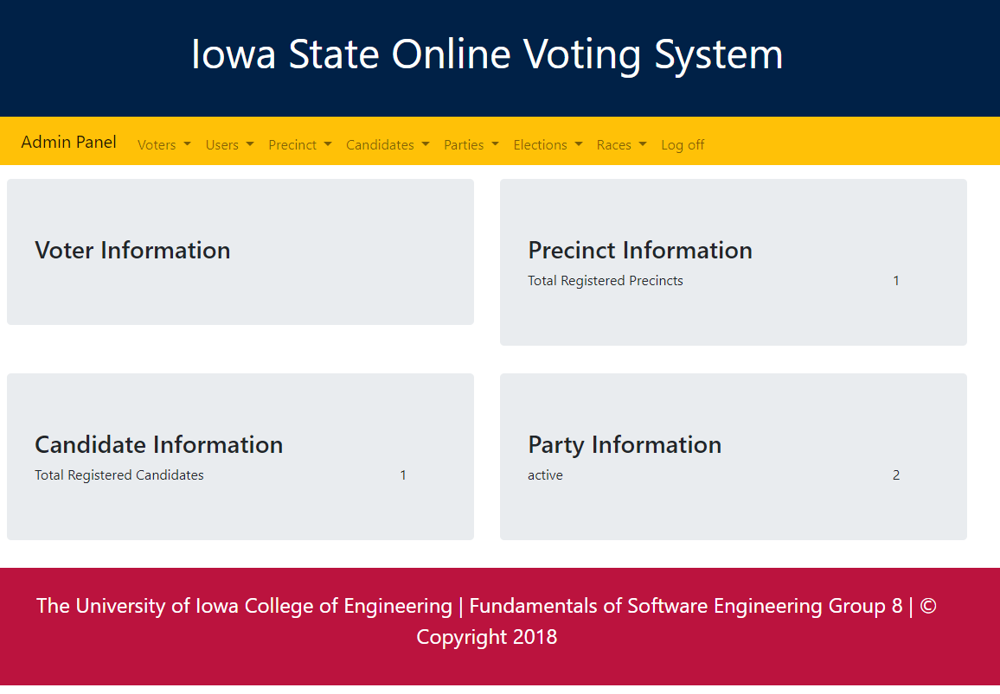 Iowa State Online Voting System
Admin Panel Voters Users Precinct Candidates Parties Elections Races Log off
Voter Information
Precinct Information
Total Registered Precincts 1
Candidate Information
Total Registered Candidates 1
Party Information
active 2
The University of Iowa College of Engineering | Fundamentals of Software Engineering Group 8 | ©
Copyright 2018